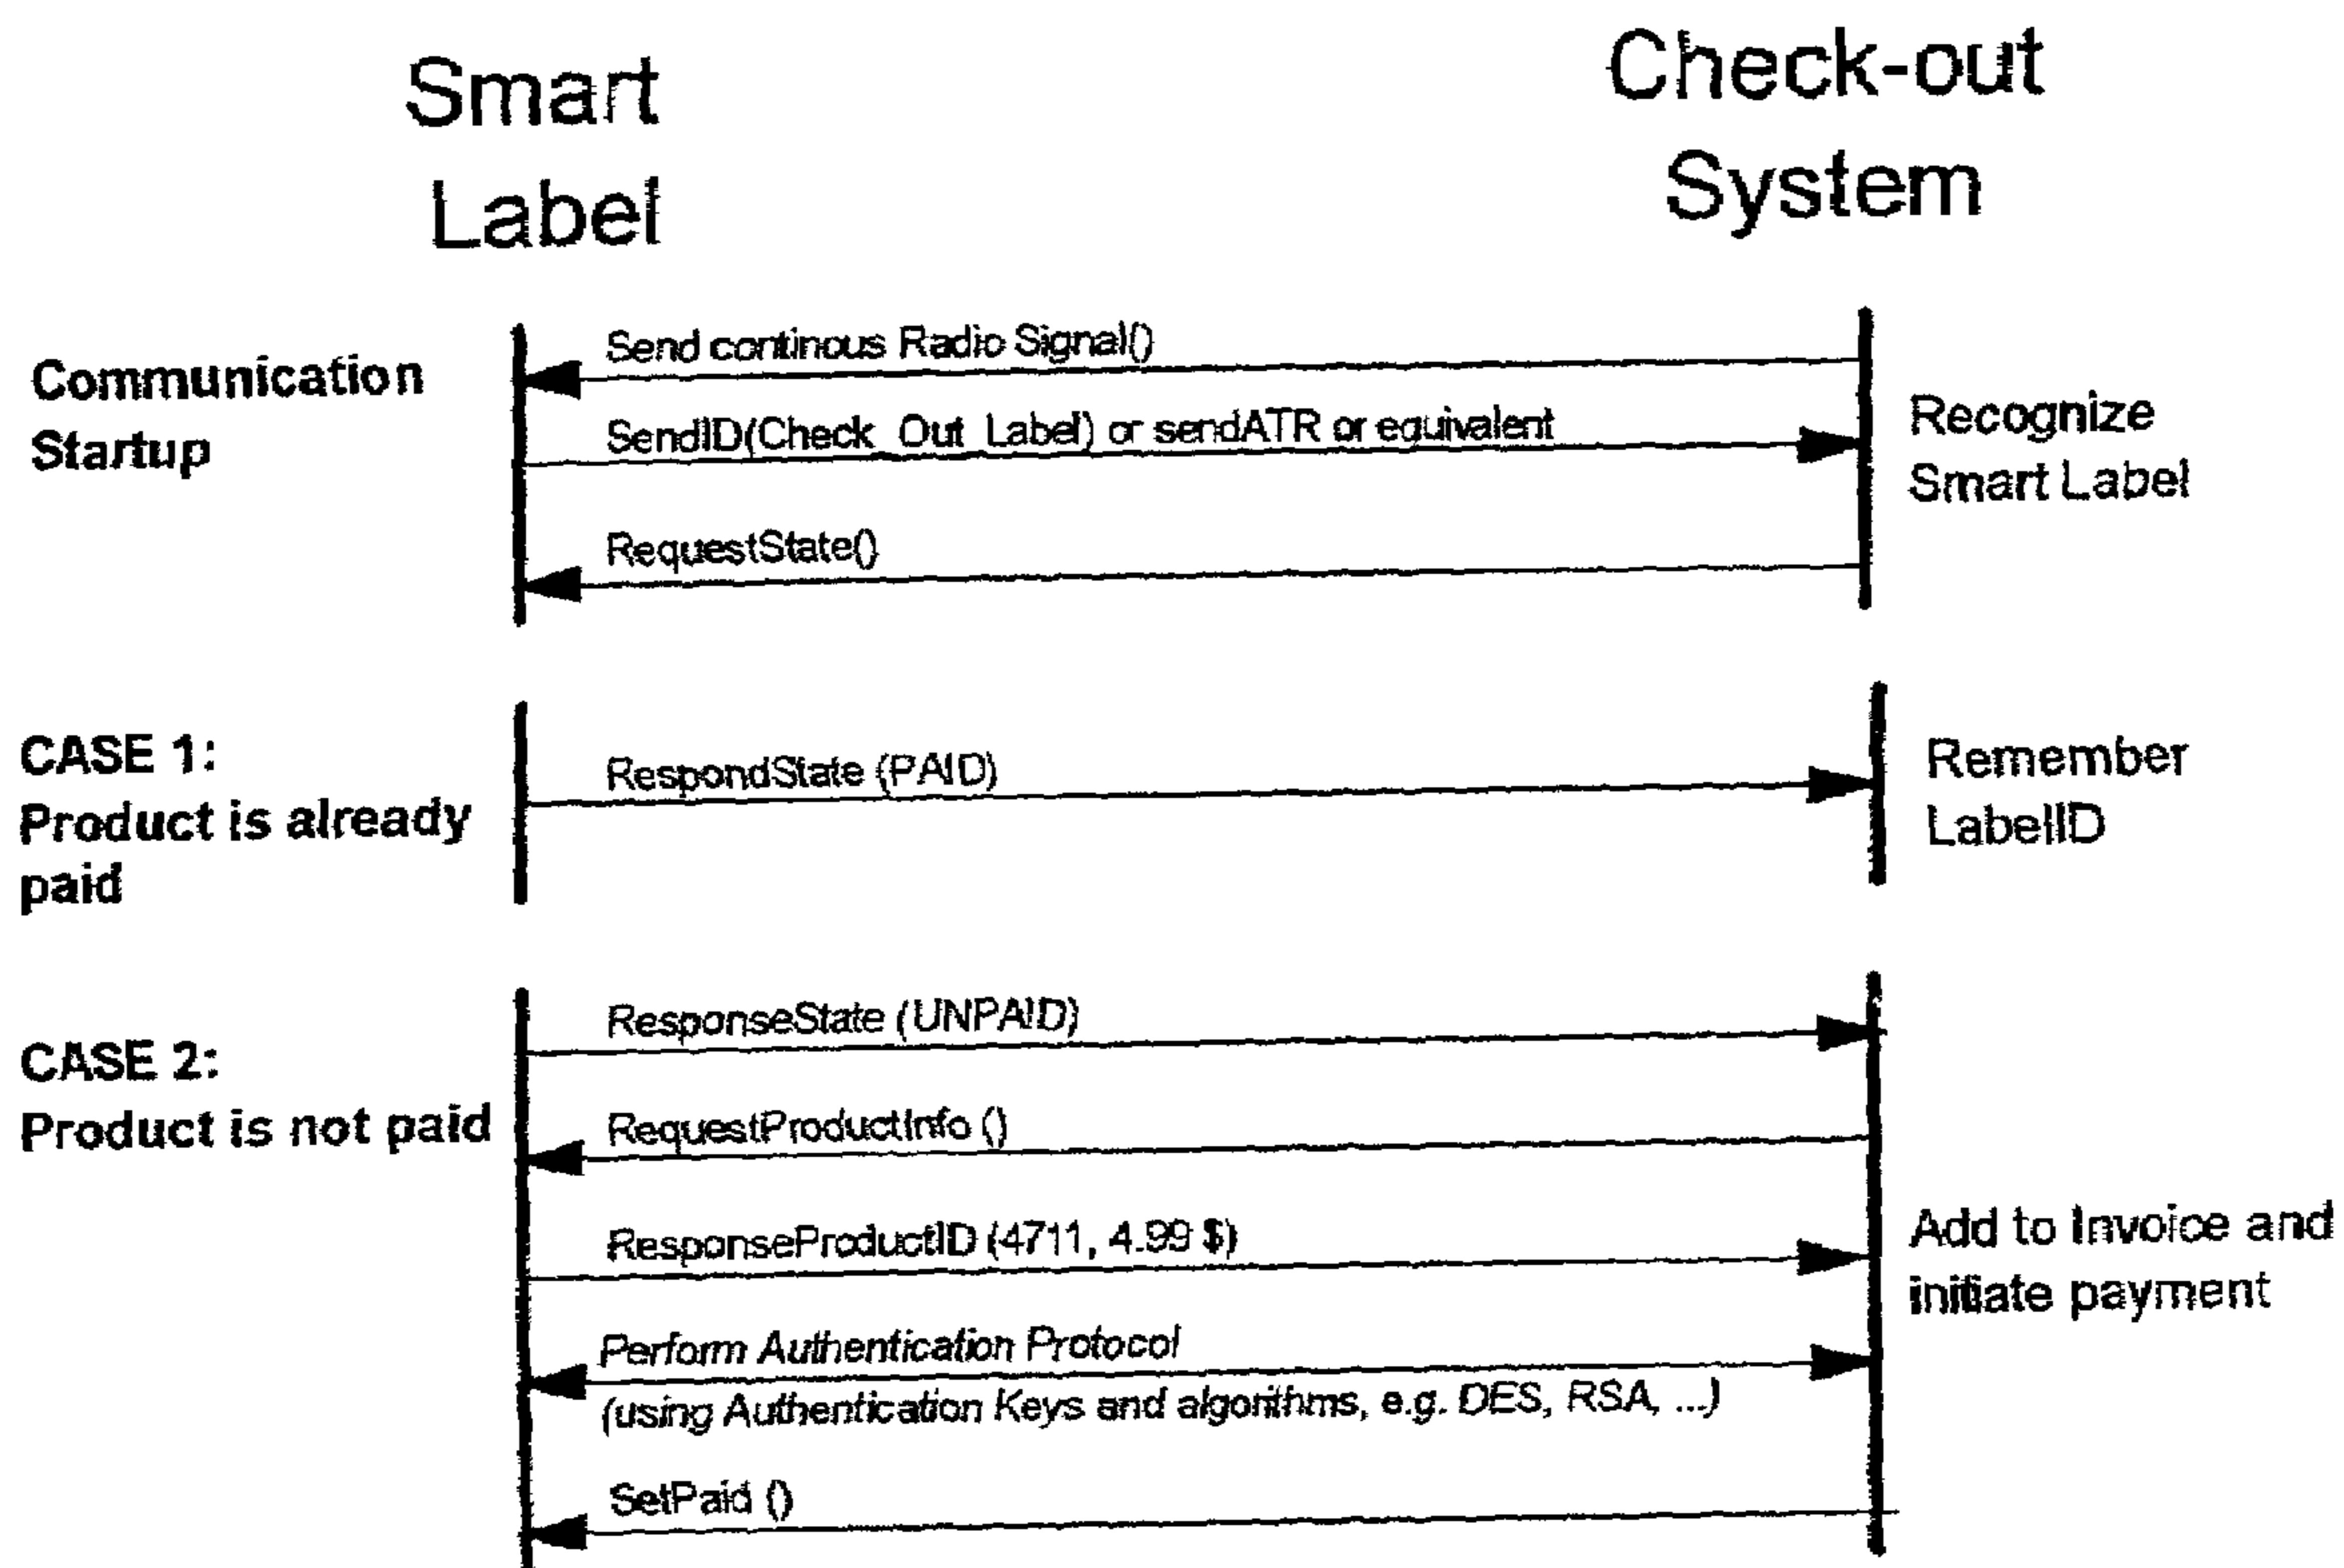 Smart
Label
Check-out
System
Communication
Startup
Send continous Radio Signal()
SendID(Check_Out_Label) or sendATR or equivalent
RequestState()
Recognize
Smart Label
CASE 1:
Product is already
paid
RespondState (PAID)
Remember
LabelID
CASE 2:
Product is not paid
ResponseState (UNPAID)
RequestProductInfo ()
ResponseProductID (4711, 4.99 $)
Add to Invoice and
initiate payment
Perform Authentication Protocol
(using Authentication Keys and algorithms, e.g. DES, RSA, ...)
SetPaid ()